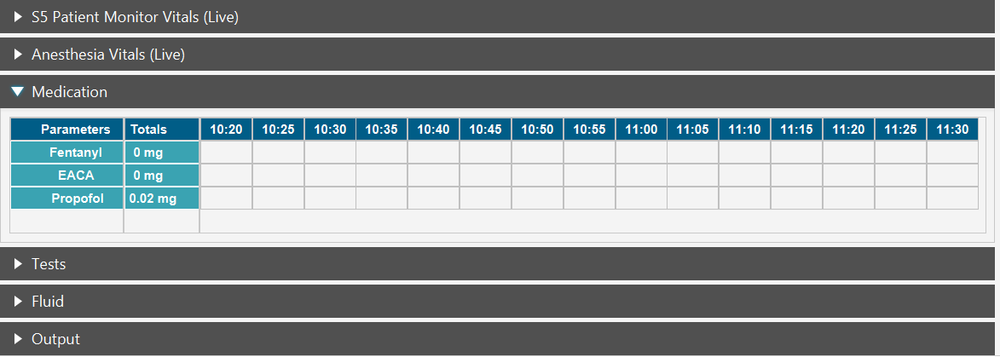 S5 Patient Monitor Vitals (Live)
Anesthesia Vitals (Live)
Medication
Parameters Totals 10:20 10:25 10:30 10:35 10:40 10:45 10:50 10:55 11:00 11:05 11:10 11:15 11:20 11:25 11:30
Fentanyl 0 mg
EACA 0 mg
Propofol 0.02 mg
Tests
Fluid
Output